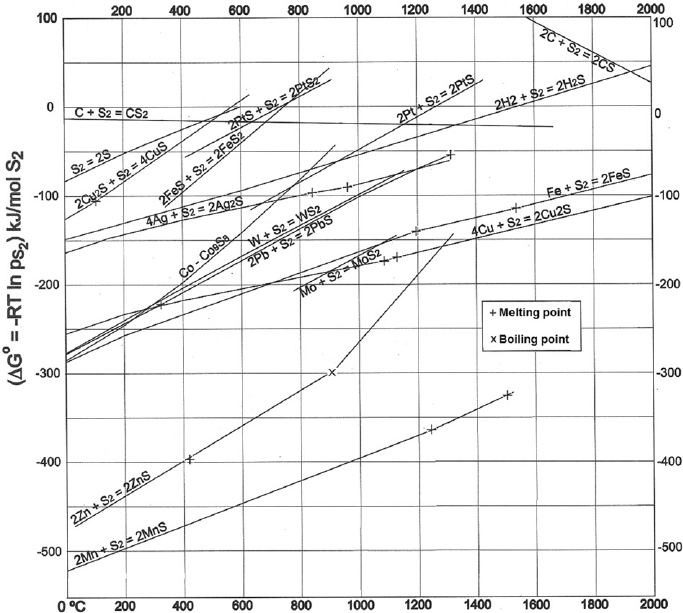 200 400 600 800 1000 1200 1400 1600 1800 2000
100
0
-100
-200
-300
-400
-500
100
0
-100
-200
-300
-400
-500
(ΔG° = -RT ln pS2) kJ/mol S2
2C + S2 = 2CS
2H2 + S2 = 2H2S
2Pt + S2 = 2PtS
2PtS + S2 = 2PtS2
C + S2 = CS2
S2 = 2S
2Cu2S + S2 = 4CuS
2FeS + S2 = 2FeS2
4Ag + S2 = 2Ag2S
Fe + S2 = 2FeS
4Cu + S2 = 2Cu2S
W + S2 = WS2
2Pb + S2 = 2PbS
Co - Co9S8
Mo + S2 = MoS2
+ Melting point
x Boiling point
2Zn + S2 = 2ZnS
2Mn + S2 = 2MnS
0 °C 200 400 600 800 1000 1200 1400 1600 1800 2000